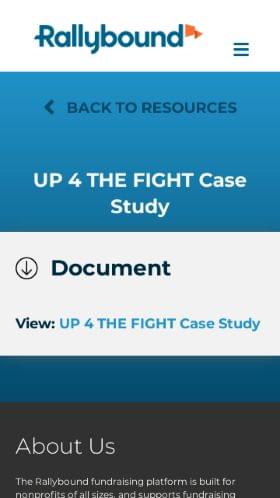 Rallybound
BACK TO RESOURCES
UP 4 THE FIGHT Case
Study
Document
View: UP 4 THE FIGHT Case Study
About Us
The Rallybound fundraising platform is built for
nonprofits of all sizes, and supports fundraising